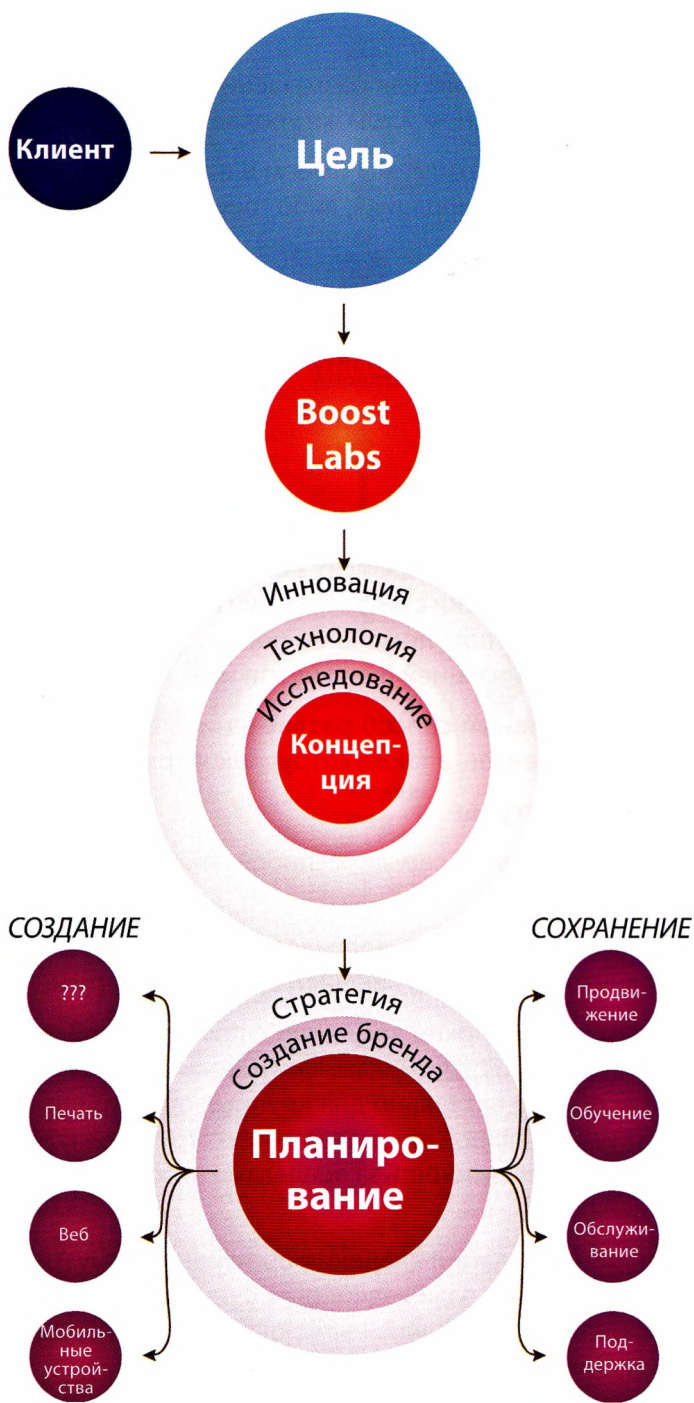 Клиент
Цель
Boost
Labs
Инновация
Технология
Исследование
Концеп-
ция
СОЗДАНИЕ
???
Печать
Веб
Мобиль-
ные
устрой-
ства
Стратегия
Создание бренда
Планиро-
вание
СОХРАНЕНИЕ
Продви-
жение
Обучение
Обслужи-
вание
Под-
держка